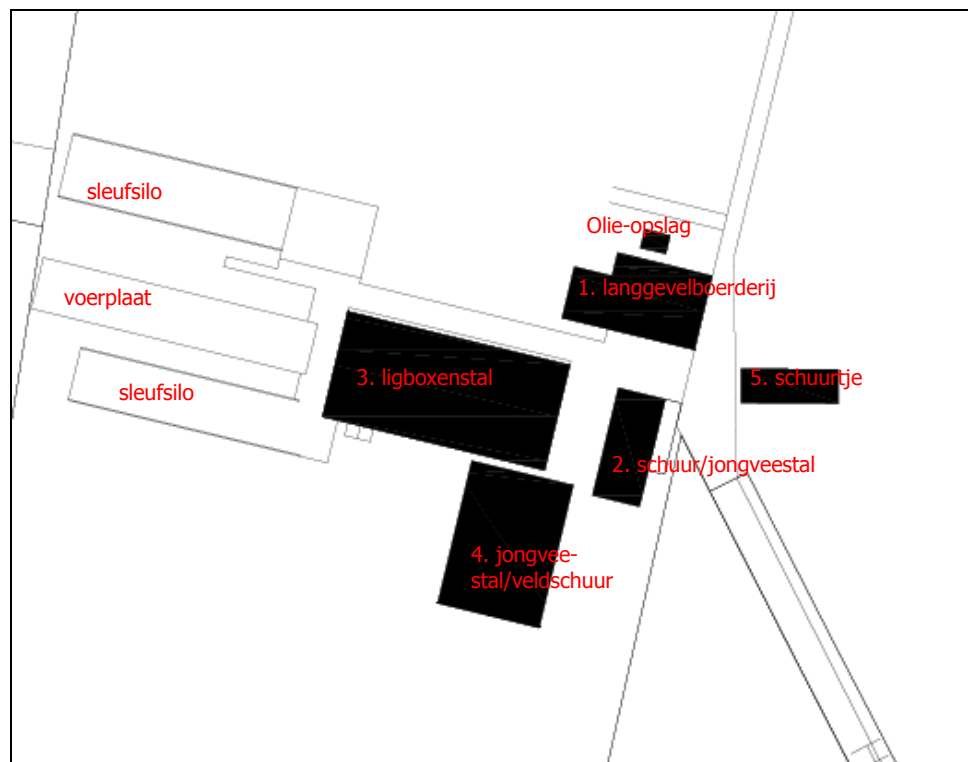 sleufsilo
Olie-opslag
1. langgevelboerderij
voerplaat
3. ligboxenstal
5. schuurtje
sleufsilo
2. schuur/jongveestal
4. jongvee-
stal/veldschuur